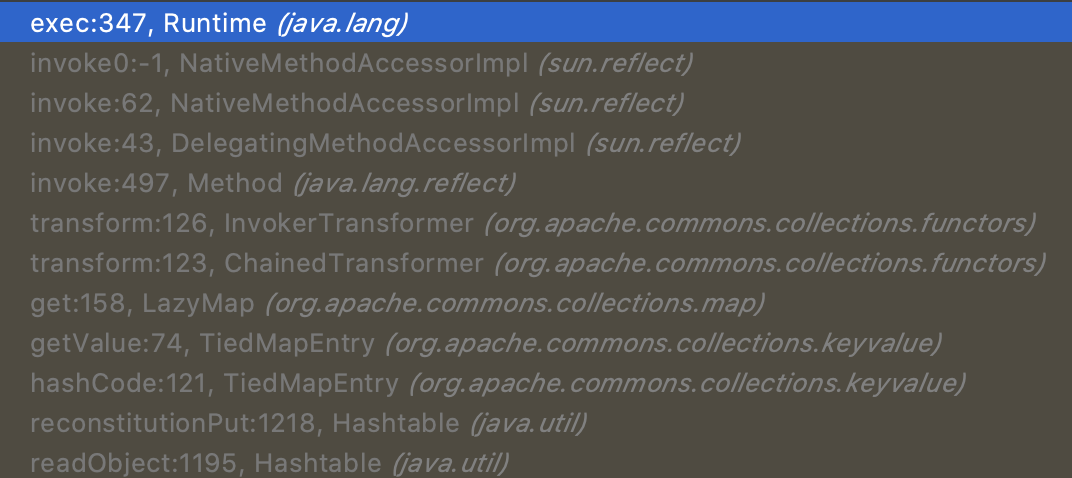 exec:347, Runtime (java.lang)
invoke0:-1, NativeMethodAccessorImpl (sun.reflect)
invoke:62, NativeMethodAccessorImpl (sun.reflect)
invoke:43, DelegatingMethodAccessorImpl (sun.reflect)
invoke:497, Method (java.lang.reflect)
transform:126, InvokerTransformer (org.apache.commons.collections.functors)
transform:123, ChainedTransformer (org.apache.commons.collections.functors)
get:158, LazyMap (org.apache.commons.collections.map)
getValue:74, TiedMapEntry (org.apache.commons.collections.keyvalue)
hashCode:121, TiedMapEntry (org.apache.commons.collections.keyvalue)
reconstitutionPut:1218, Hashtable (java.util)
readObject:1195, Hashtable (java.util)